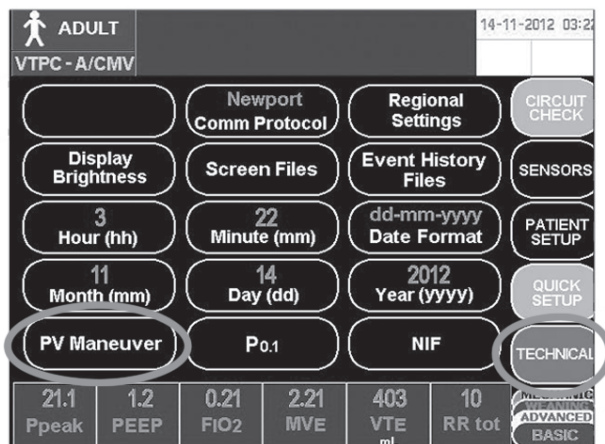 ADULT
14-11-2012 03:22
VTPC - A/CMV
Newport
Comm Protocol
Regional
Settings
CIRCUIT
CHECK
Display
Brightness
Screen Files
Event History
Files
SENSORS
3
Hour (hh)
22
Minute (mm)
dd-mm-yyyy
Date Format
PATIENT
SETUP
11
Month (mm)
14
Day (dd)
2012
Year (yyyy)
QUICK
SETUP
PV Maneuver
P0.1
NIF
TECHNICAL
21.1
Ppeak
1.2
PEEP
0.21
FIO2
2.21
MVE
403
VTE
ml
10
RR tot
WEANING
ADVANCED
BASIC